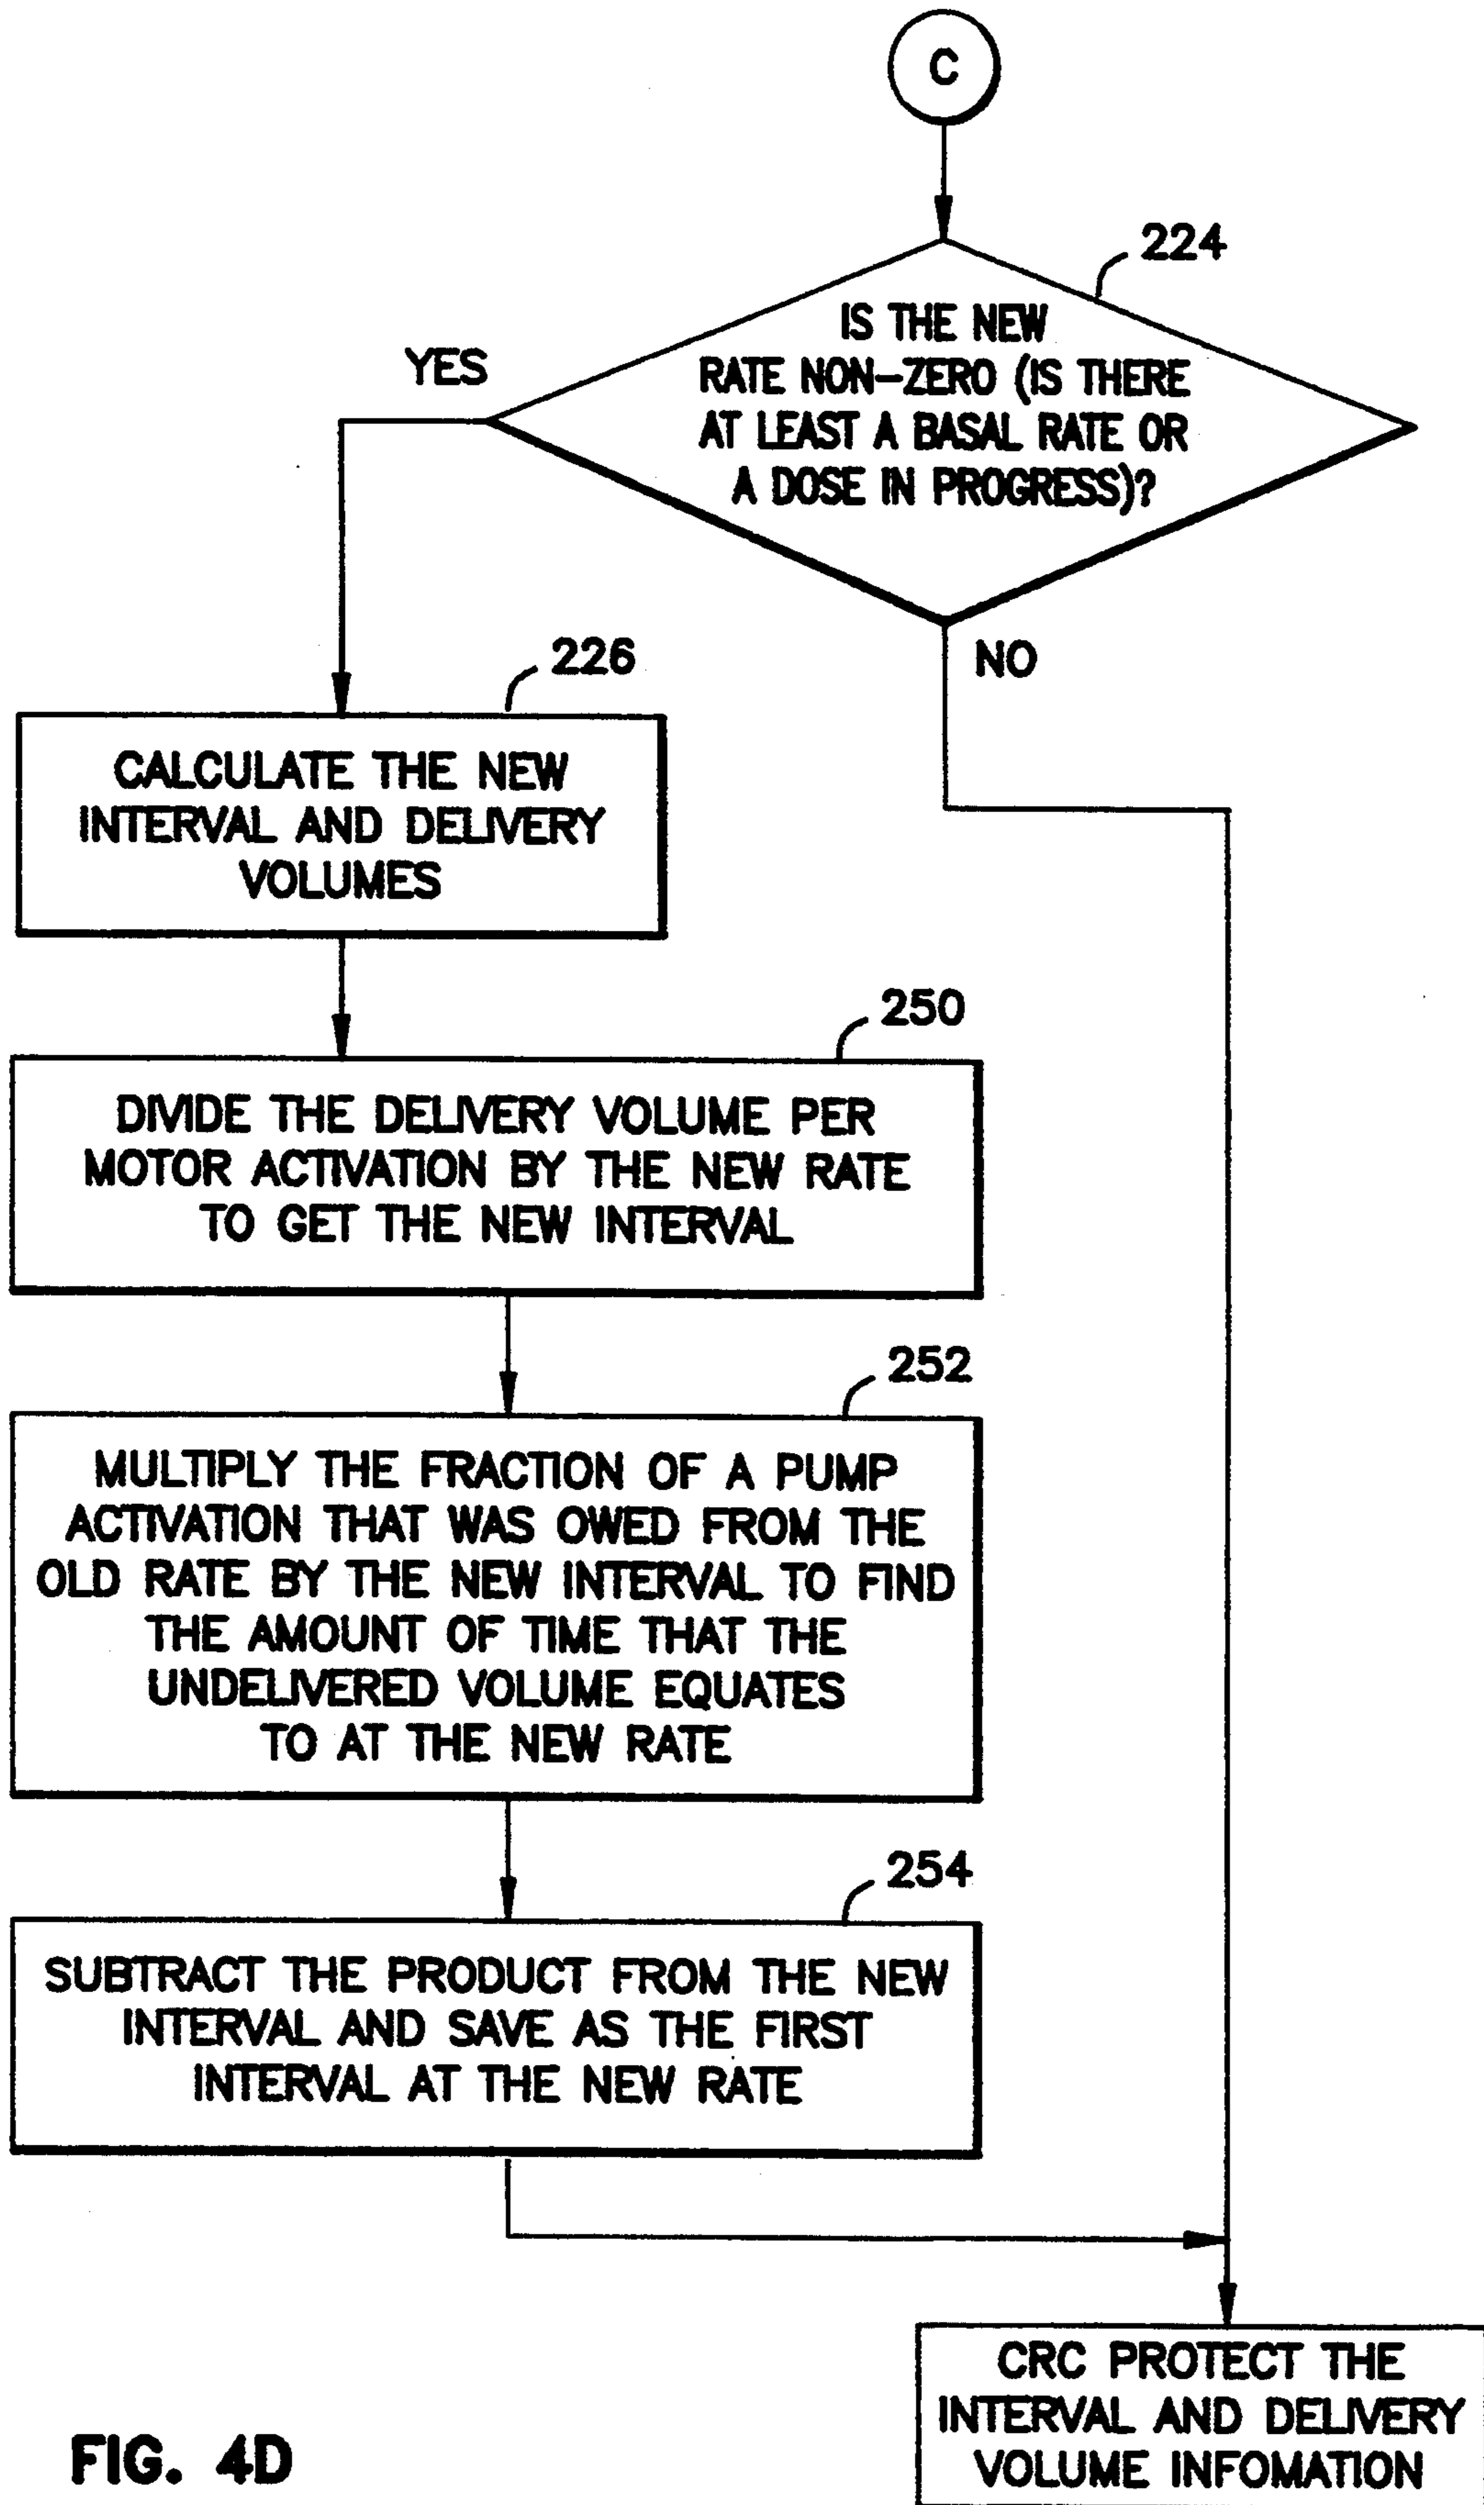 C
224
IS THE NEW
RATE NON-ZERO (IS THERE
AT LEAST A BASAL RATE OR
A DOSE IN PROGRESS)?
YES
NO
226
CALCULATE THE NEW
INTERVAL AND DELIVERY
VOLUMES
250
DIVIDE THE DELIVERY VOLUME PER
MOTOR ACTIVATION BY THE NEW RATE
TO GET THE NEW INTERVAL
252
MULTIPLY THE FRACTION OF A PUMP
ACTIVATION THAT WAS OWED FROM THE
OLD RATE BY THE NEW INTERVAL TO FIND
THE AMOUNT OF TIME THAT THE
UNDELIVERED VOLUME EQUATES
TO AT THE NEW RATE
254
SUBTRACT THE PRODUCT FROM THE NEW
INTERVAL AND SAVE AS THE FIRST
INTERVAL AT THE NEW RATE
CRC PROTECT THE
INTERVAL AND DELIVERY
VOLUME INFOMATION
FIG. 4D